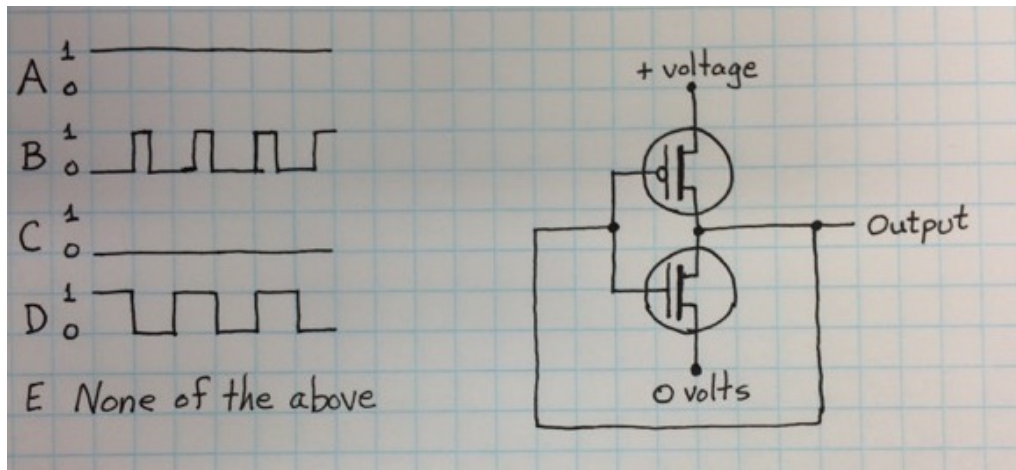 A 1
0
B 1
0
C 1
0
D 1
0
E None of the above
+ voltage
Output
0 volts